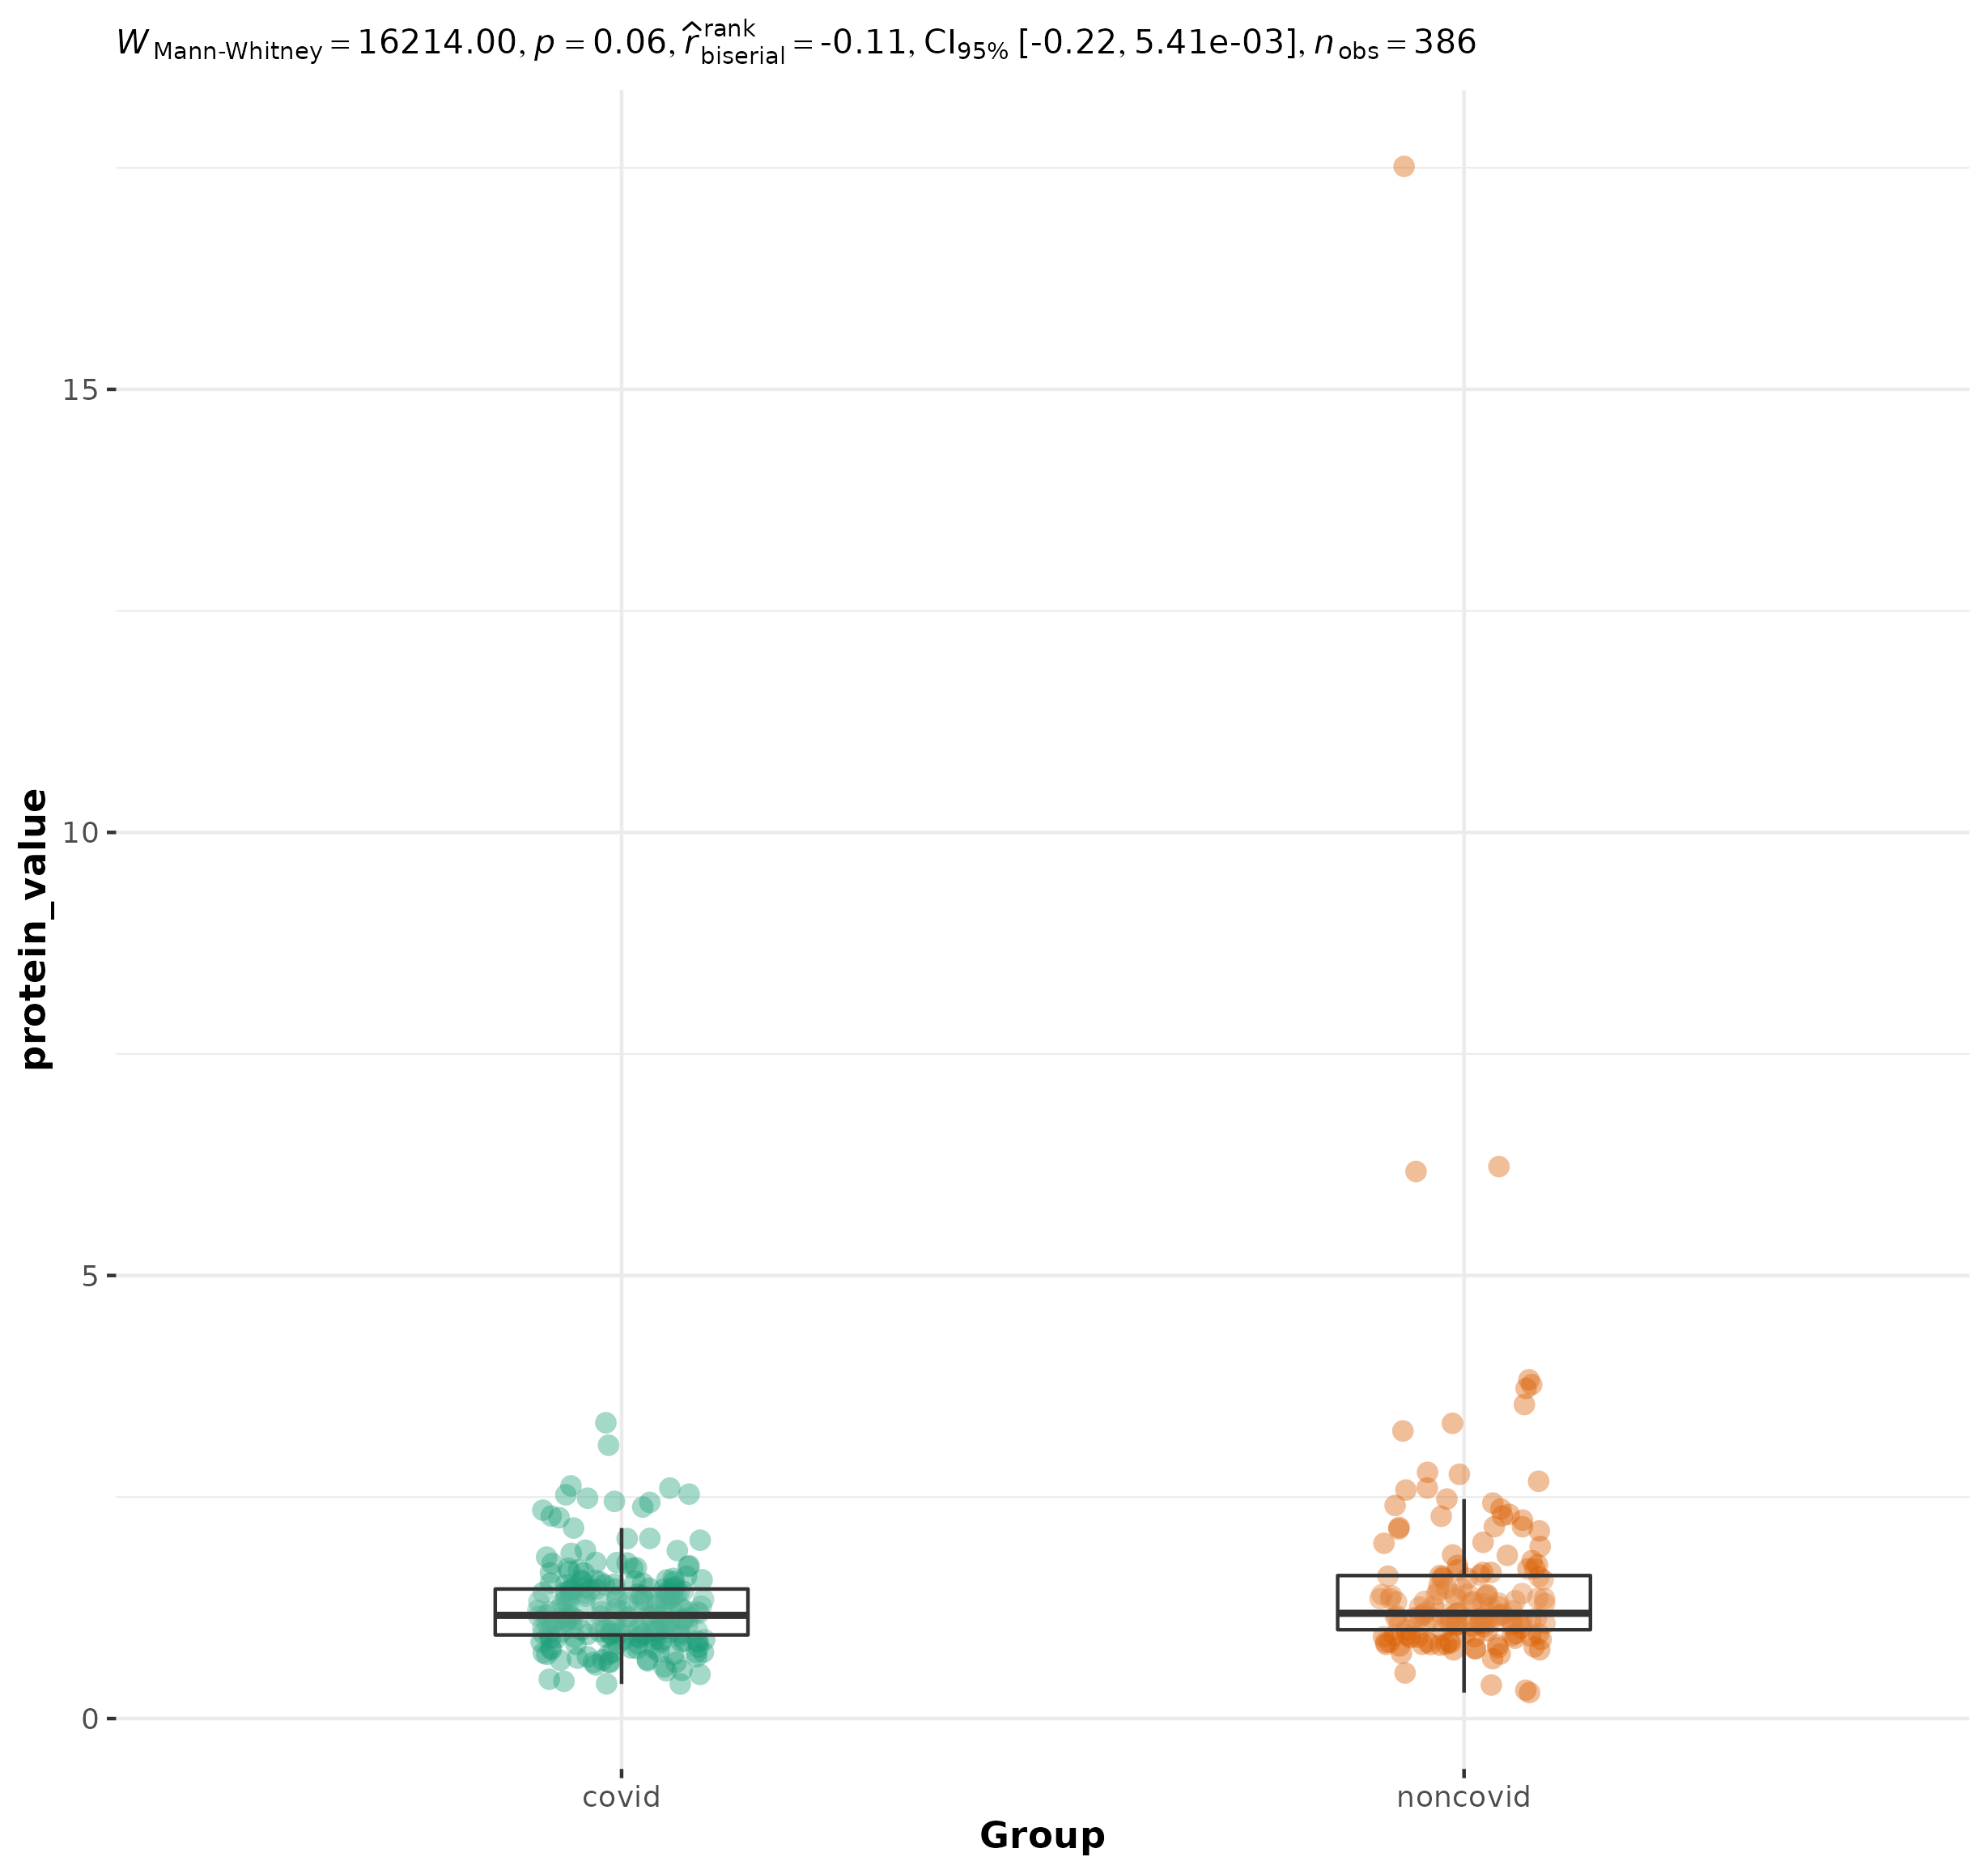 W Mann-Whitney = 16214.00, p = 0.06, r̂ rank biserial = -0.11, CI95% [-0.22, 5.41e-03], n obs = 386
protein_value
15
10
5
0
covid noncovid
Group